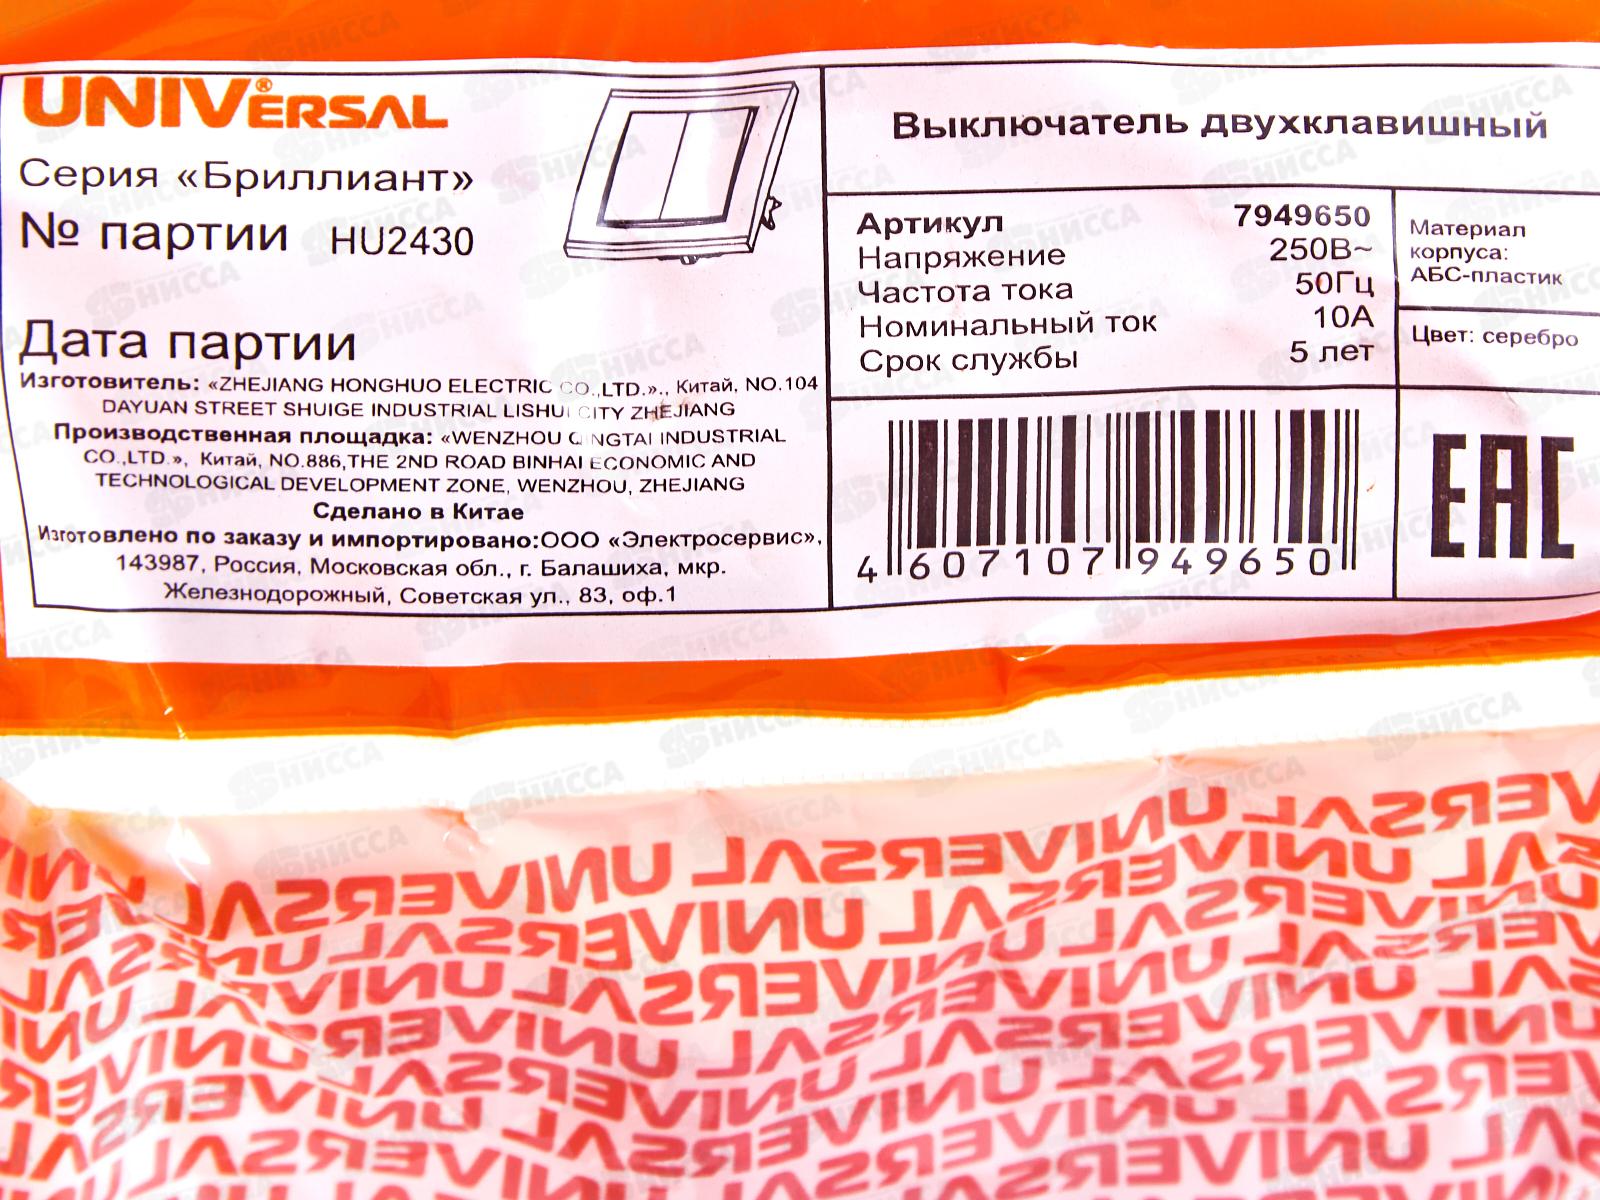 UNIVERSAL®
Серия «Бриллиант»
№ партии HU2430
Дата партии
Изготовитель: «ZHEJIANG HONGHUO ELECTRIC CO.,LTD.»., Китай, NO.104
DAYUAN STREET SHUIGE INDUSTRIAL LISHUI CITY ZHEJIANG
Производственная площадка: «WENZHOU QINGTAI INDUSTRIAL
CO.,LTD.», Китай, NO.886,THE 2ND ROAD BINHAI ECONOMIC AND
TECHNOLOGICAL DEVELOPMENT ZONE, WENZHOU, ZHEJIANG
Сделано в Китае
Изготовлено по заказу и импортировано:ООО «Электросервис»,
143987, Россия, Московская обл., г. Балашиха, мкр.
Железнодорожный, Советская ул., 83, оф.1
Выключатель двухклавишный
Артикул 7949650
Напряжение 250В~
Частота тока 50Гц
Номинальный ток 10А
Срок службы 5 лет
Материал
корпуса:
АБС-пластик
Цвет: серебро
4 607107 949650
EAC
UNIVERSAL UNIVERSAL UNIVERSAL
НИССА